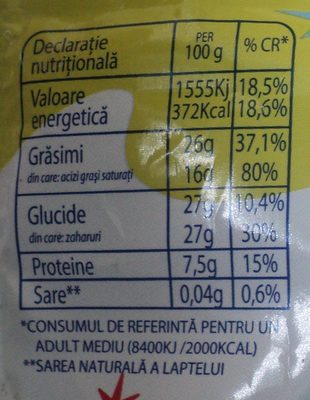 Declarație nutrițională PER 100 g % CR*
Valoare energetică 1555Kj 18,5%
372Kcal 18,6%
Grăsimi 26g 37,1%
din care: acizi grași saturați 16g 80%
Glucide 27g 10,4%
din care: zaharuri 27g 30%
Proteine 7,5g 15%
Sare** 0,04g 0,6%
*CONSUMUL DE REFERINTĂ PENTRU UN
ADULT MEDIU (8400KJ /2000KCAL)
**SAREA NATURALĂ A LAPTELUI